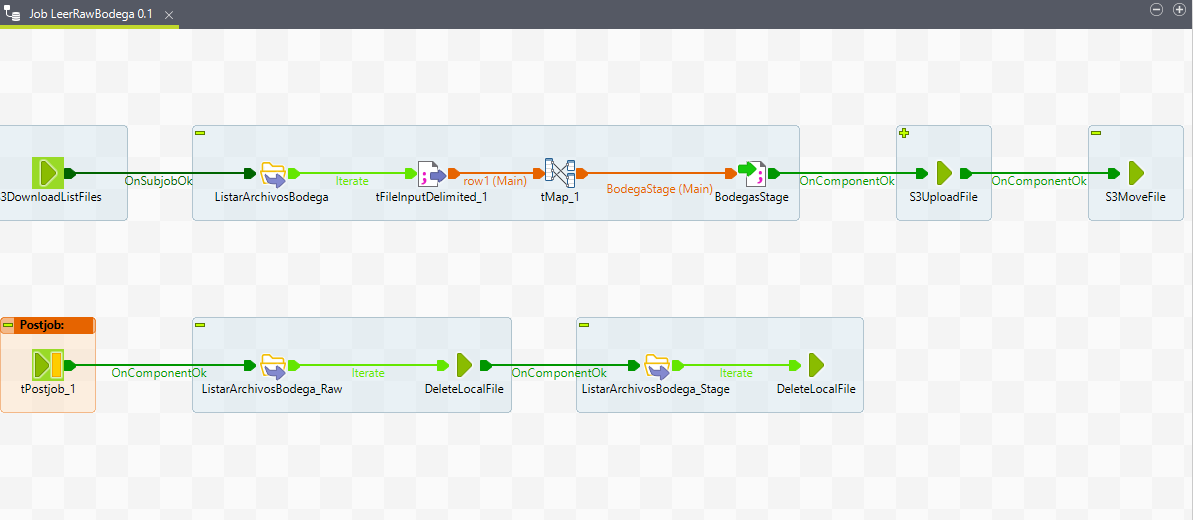 Job LeerRawBodega 0.1
OnSubjobOk
Iterate
row1 (Main)
BodegaStage (Main)
OnComponentOk
OnComponentOk
3DownloadListFiles
ListarArchivosBodega
tFileInputDelimited_1
tMap_1
BodegasStage
S3UploadFile
S3MoveFile
Postjob:
OnComponentOk
Iterate
OnComponentOk
Iterate
tPostjob_1
ListarArchivosBodega_Raw
DeleteLocalFile
ListarArchivosBodega_Stage
DeleteLocalFile